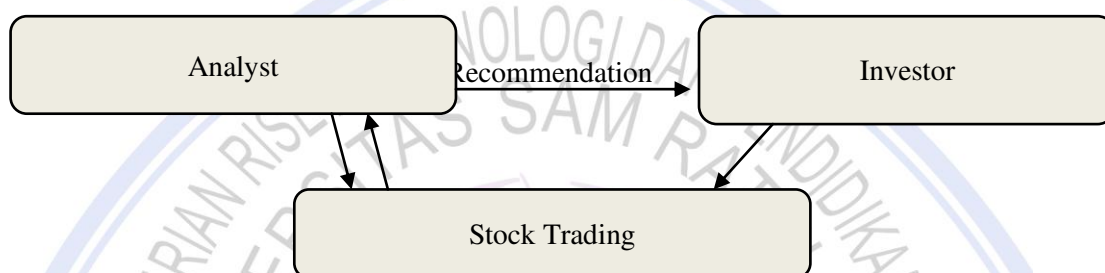 Analyst
Recommendation
Investor
Stock Trading